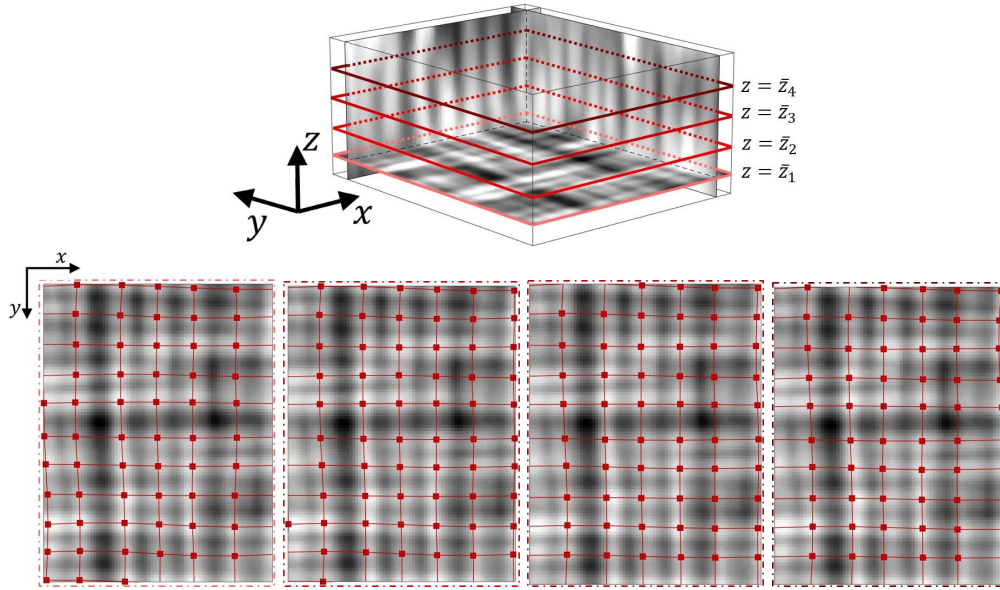 z = z̄₄
z = z̄₃
z = z̄₂
z = z̄₁
z
y
x
x
y